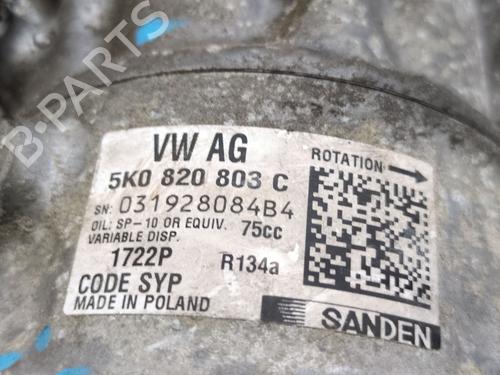 B-PARTS
VW AG
5K0 820 803 C
SN: 031928084B4
OIL: SP-10 OR EQUIV. 75cc
VARIABLE DISP.
1722P R134a
CODE SYP
MADE IN POLAND
ROTATION
SANDEN